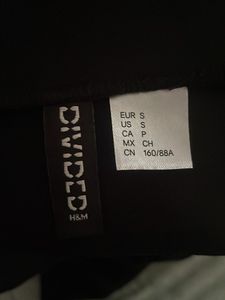 DIVIDED
H&M
EUR S
US S
CA P
MX CH
CN 160/88A